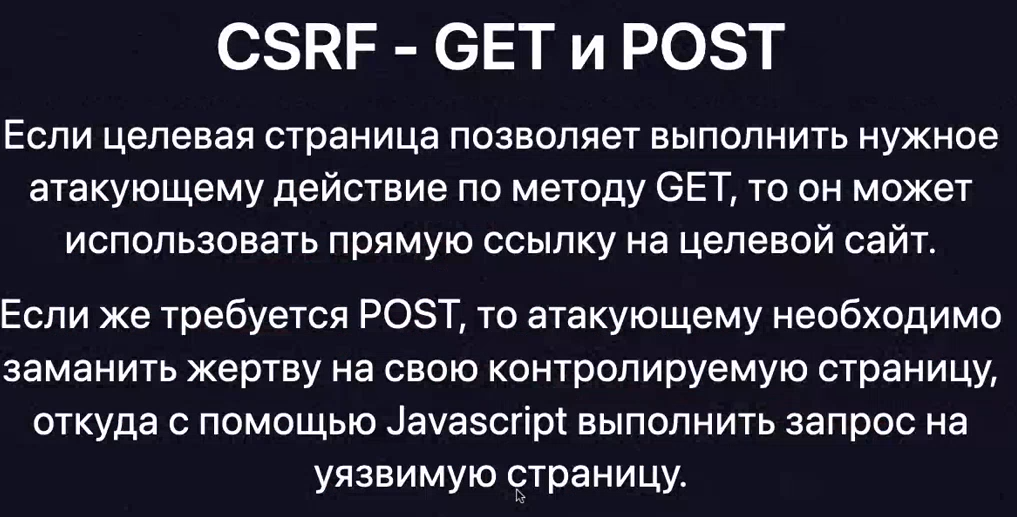 CSRF - GET и POST
Если целевая страница позволяет выполнить нужное
атакующему действие по методу GET, то он может
использовать прямую ссылку на целевой сайт.
Если же требуется POST, то атакующему необходимо
заманить жертву на свою контролируемую страницу,
откуда с помощью Javascript выполнить запрос на
уязвимую страницу.